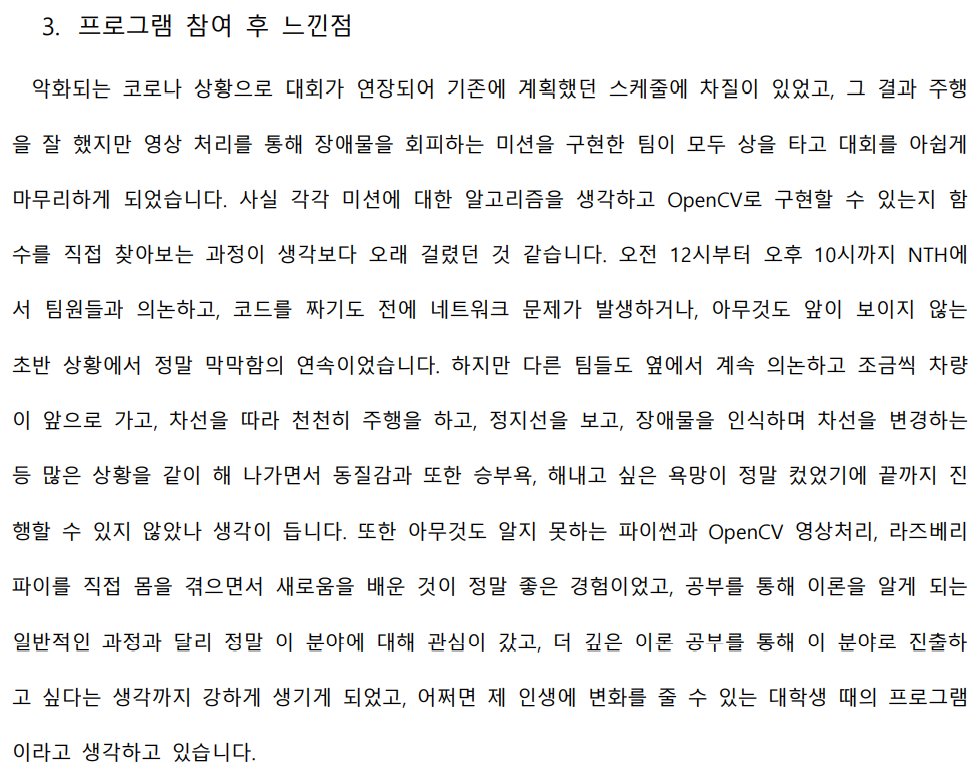 3. 프로그램 참여 후 느낀점
악화되는 코로나 상황으로 대회가 연장되어 기존에 계획했던 스케줄에 차질이 있었고, 그 결과 주행
을 잘 했지만 영상 처리를 통해 장애물을 회피하는 미션을 구현한 팀이 모두 상을 타고 대회를 아쉽게
마무리하게 되었습니다. 사실 각각 미션에 대한 알고리즘을 생각하고 OpenCV로 구현할 수 있는지 함
수를 직접 찾아보는 과정이 생각보다 오래 걸렸던 것 같습니다. 오전 12시부터 오후 10시까지 NTH에
서 팀원들과 의논하고, 코드를 짜기도 전에 네트워크 문제가 발생하거나, 아무것도 앞이 보이지 않는
초반 상황에서 정말 막막함의 연속이었습니다. 하지만 다른 팀들도 옆에서 계속 의논하고 조금씩 차량
이 앞으로 가고, 차선을 따라 천천히 주행을 하고, 정지선을 보고, 장애물을 인식하며 차선을 변경하는
등 많은 상황을 같이 해 나가면서 동질감과 또한 승부욕, 해내고 싶은 욕망이 정말 컸었기에 끝까지 진
행할 수 있지 않았나 생각이 듭니다. 또한 아무것도 알지 못하는 파이썬과 OpenCV 영상처리, 라즈베리
파이를 직접 몸을 겪으면서 새로움을 배운 것이 정말 좋은 경험이었고, 공부를 통해 이론을 알게 되는
일반적인 과정과 달리 정말 이 분야에 대해 관심이 갔고, 더 깊은 이론 공부를 통해 이 분야로 진출하
고 싶다는 생각까지 강하게 생기게 되었고, 어쩌면 제 인생에 변화를 줄 수 있는 대학생 때의 프로그램
이라고 생각하고 있습니다.